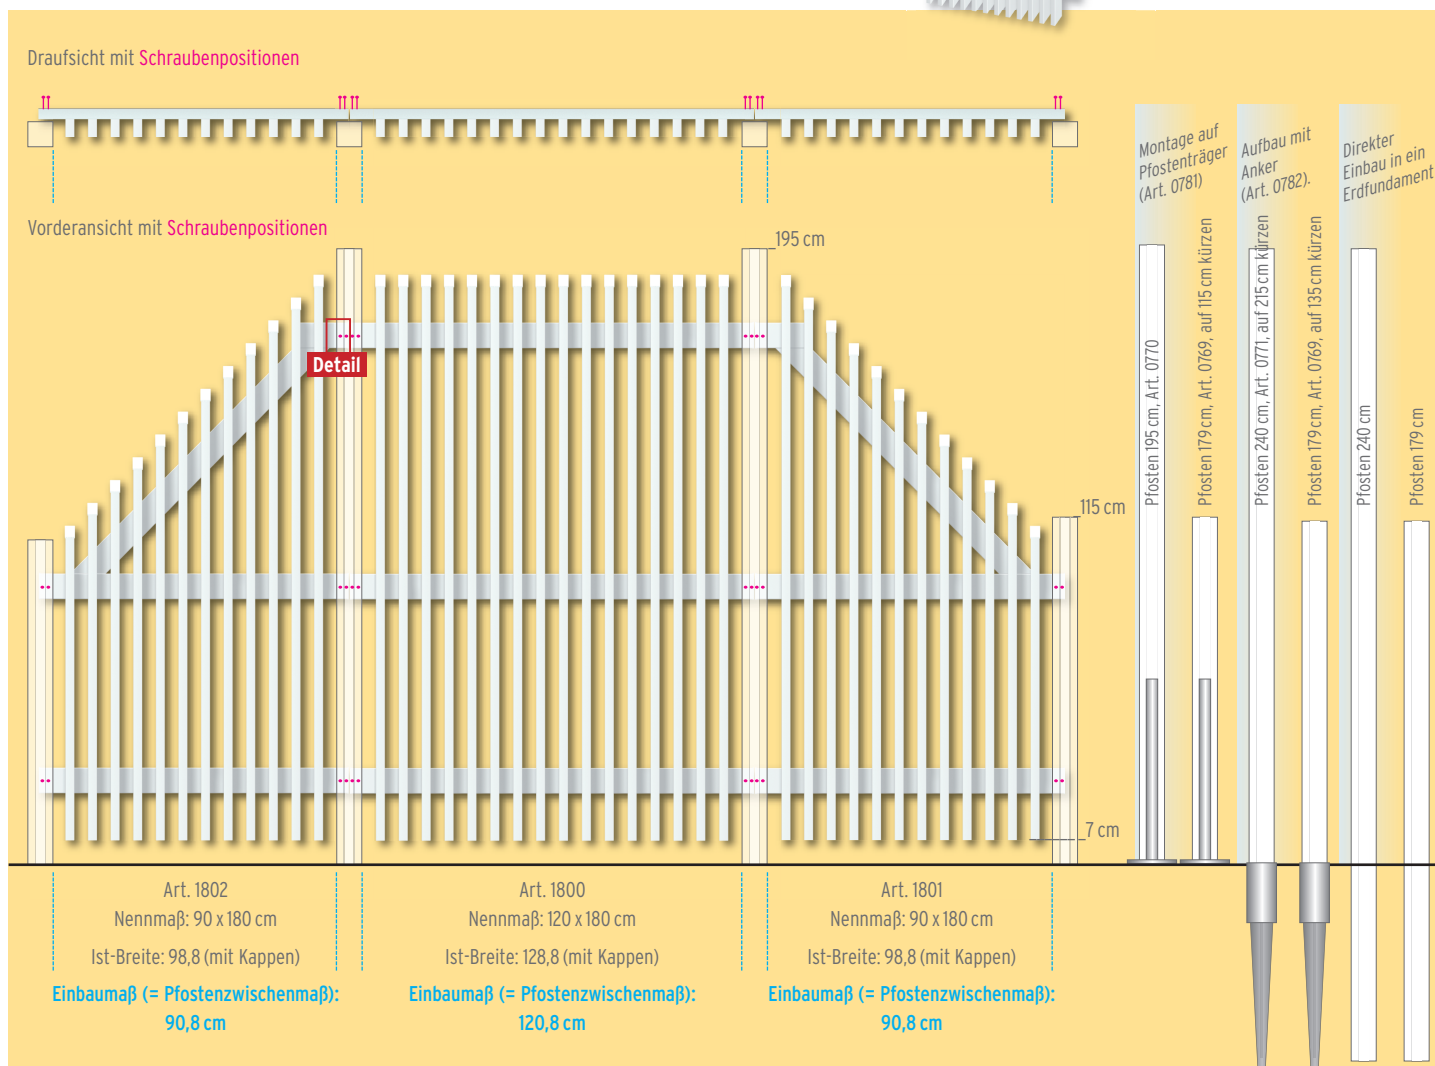 Draufsicht mit Schraubenpositionen
Vorderansicht mit Schraubenpositionen
195 cm
Detail
115 cm
7 cm
Art. 1802
Nennmaß: 90 x 180 cm
Ist-Breite: 98,8 (mit Kappen)
Einbaumaß (= Pfostenzwischenmaß):
90,8 cm
Art. 1800
Nennmaß: 120 x 180 cm
Ist-Breite: 128,8 (mit Kappen)
Einbaumaß (= Pfostenzwischenmaß):
120,8 cm
Art. 1801
Nennmaß: 90 x 180 cm
Ist-Breite: 98,8 (mit Kappen)
Einbaumaß (= Pfostenzwischenmaß):
90,8 cm
Montage auf
Pfostenträger
(Art. 0781)
Pfosten 195 cm, Art. 0770
Pfosten 179 cm, Art. 0769, auf 115 cm kürzen
Aufbau mit
Anker
(Art. 0782).
Pfosten 240 cm, Art. 0771, auf 215 cm kürzen
Pfosten 179 cm, Art. 0769, auf 135 cm kürzen
Direkter
Einbau in ein
Erdfundament
Pfosten 240 cm
Pfosten 179 cm